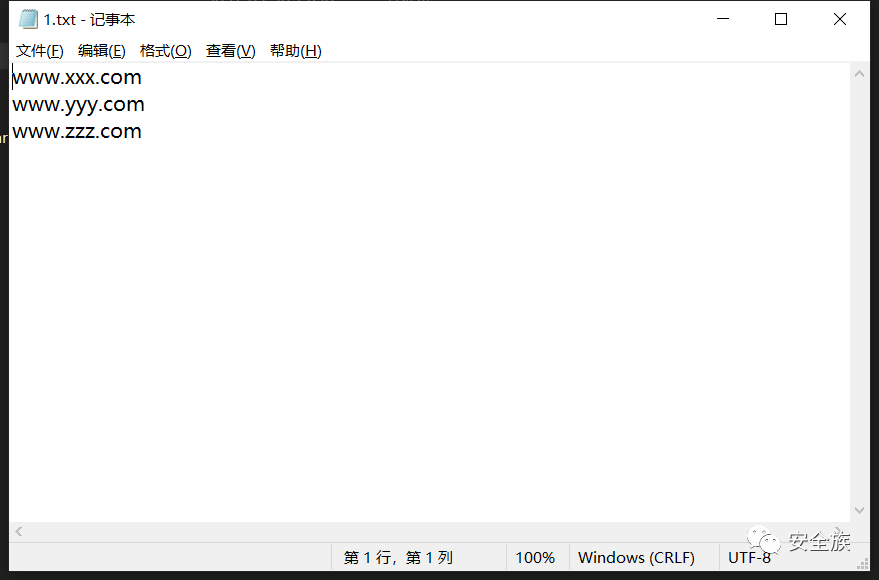 1.txt - 记事本
文件(F) 编辑(E) 格式(O) 查看(V) 帮助(H)
www.xxx.com
www.yyy.com
www.zzz.com
第 1 行，第 1 列 100% Windows (CRLF) UTF-8
安全族